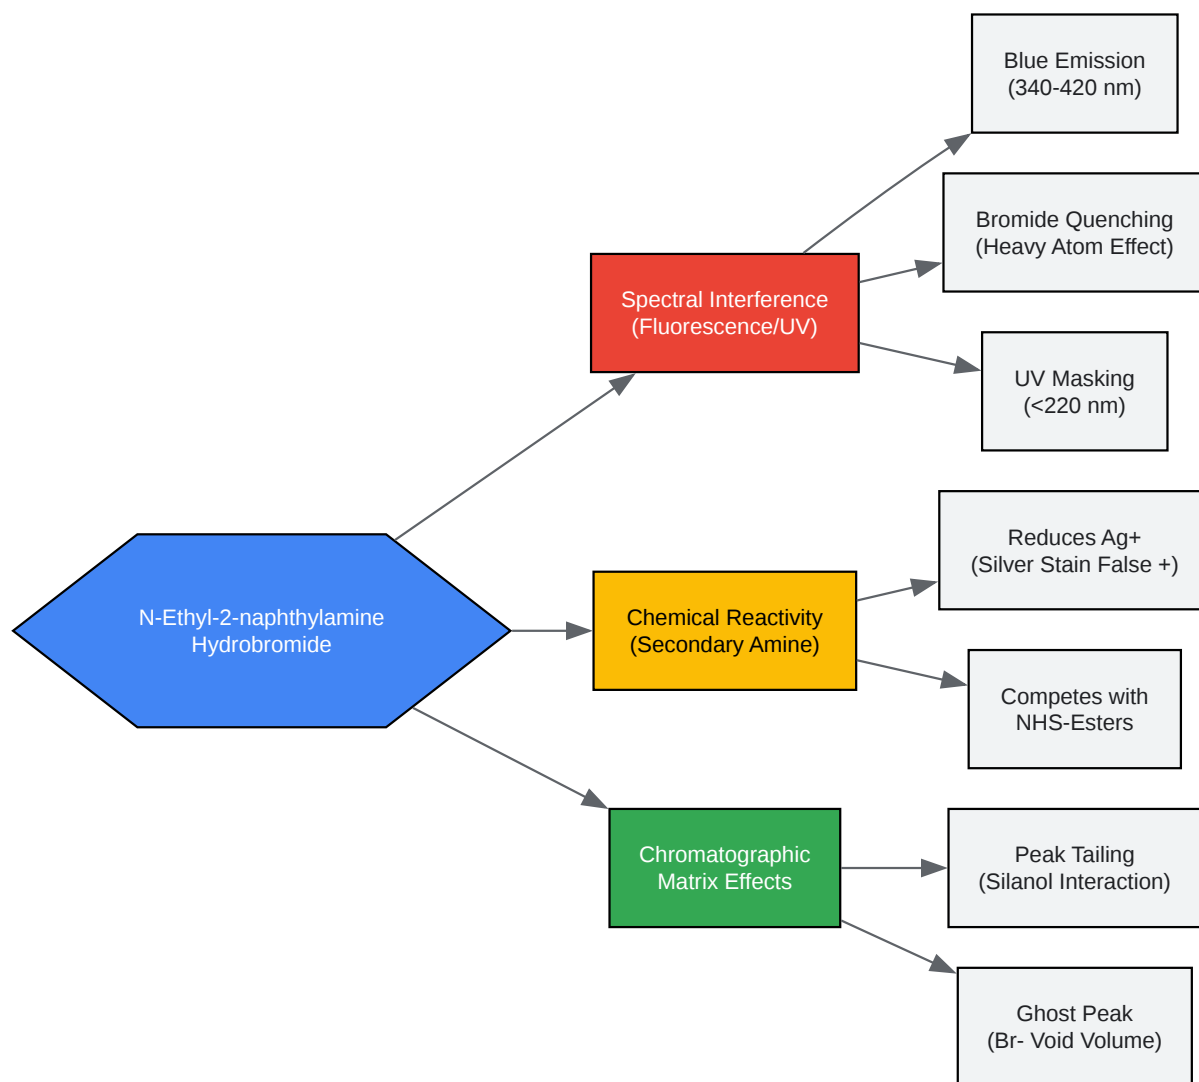 Blue Emission
(340-420 nm)
Bromide Quenching
(Heavy Atom Effect)
Spectral Interference
(Fluorescence/UV)
UV Masking
(<220 nm)
Reduces Ag+
(Silver Stain False +)
N-Ethyl-2-naphthylamine
Hydrobromide
Chemical Reactivity
(Secondary Amine)
Competes with
NHS-Esters
Chromatographic
Matrix Effects
Peak Tailing
(Silanol Interaction)
Ghost Peak
(Br- Void Volume)